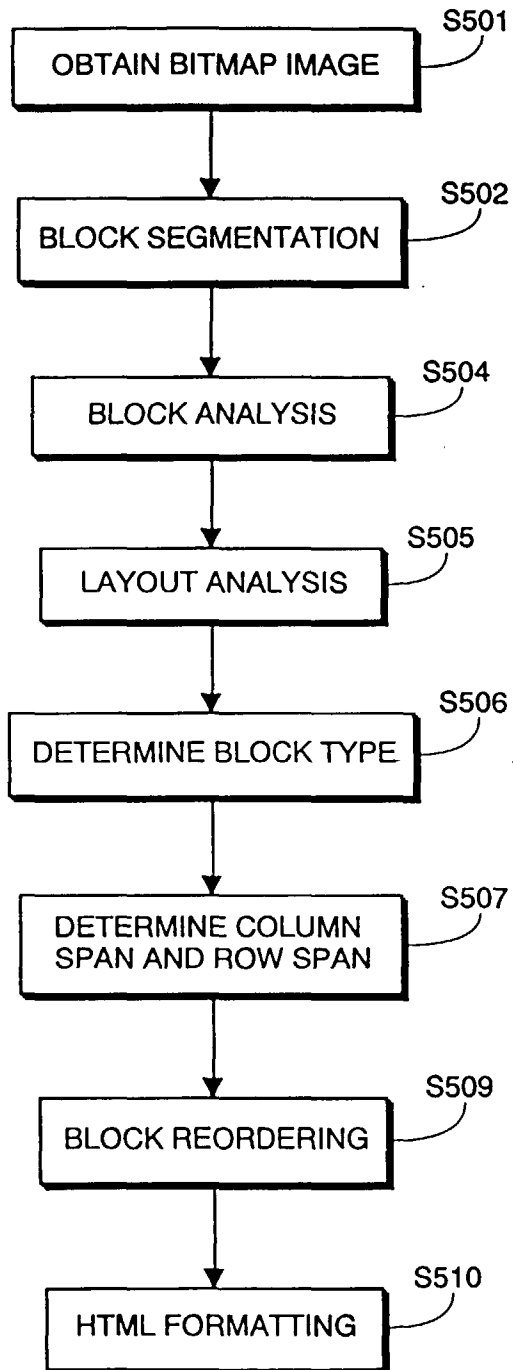 S501
OBTAIN BITMAP IMAGE
S502
BLOCK SEGMENTATION
S504
BLOCK ANALYSIS
S505
LAYOUT ANALYSIS
S506
DETERMINE BLOCK TYPE
S507
DETERMINE COLUMN
SPAN AND ROW SPAN
S509
BLOCK REORDERING
S510
HTML FORMATTING